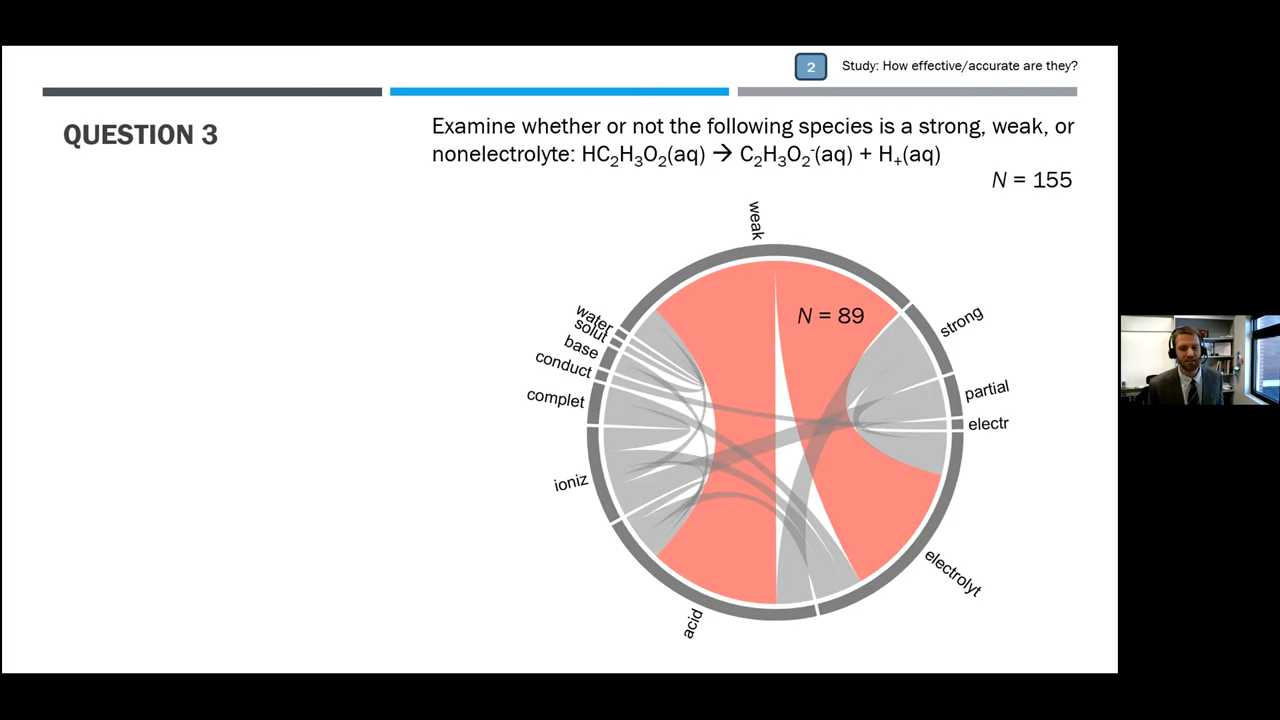 2
Study: How effective/accurate are they?
QUESTION 3
Examine whether or not the following species is a strong, weak, or
nonelectrolyte: HC₂H₃O₂(aq) → C₂H₃O₂⁻(aq) + H₊(aq)
N = 155
weak
N = 89
strong
water
solut
base
conduct
partial
complet
electr
ioniz
electrolyt
acid